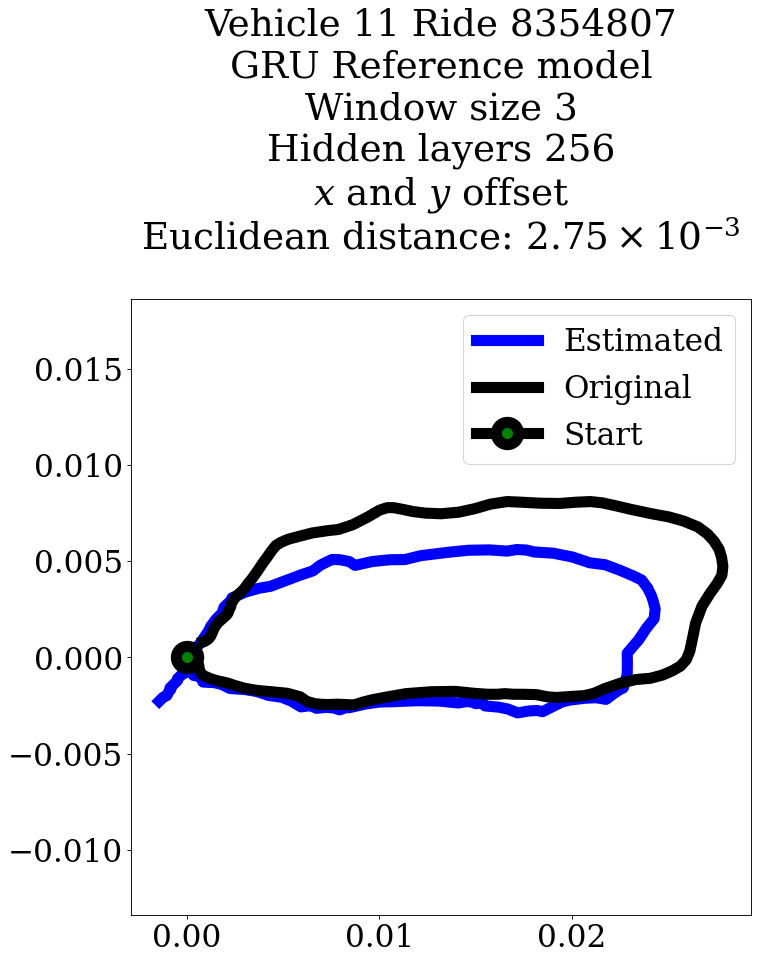 Vehicle 11 Ride 8354807
GRU Reference model
Window size 3
Hidden layers 256
x and y offset
Euclidean distance: 2.75 × 10⁻³
Estimated
Original
Start
0.015
0.010
0.005
0.000
−0.005
−0.010
0.00 0.01 0.02